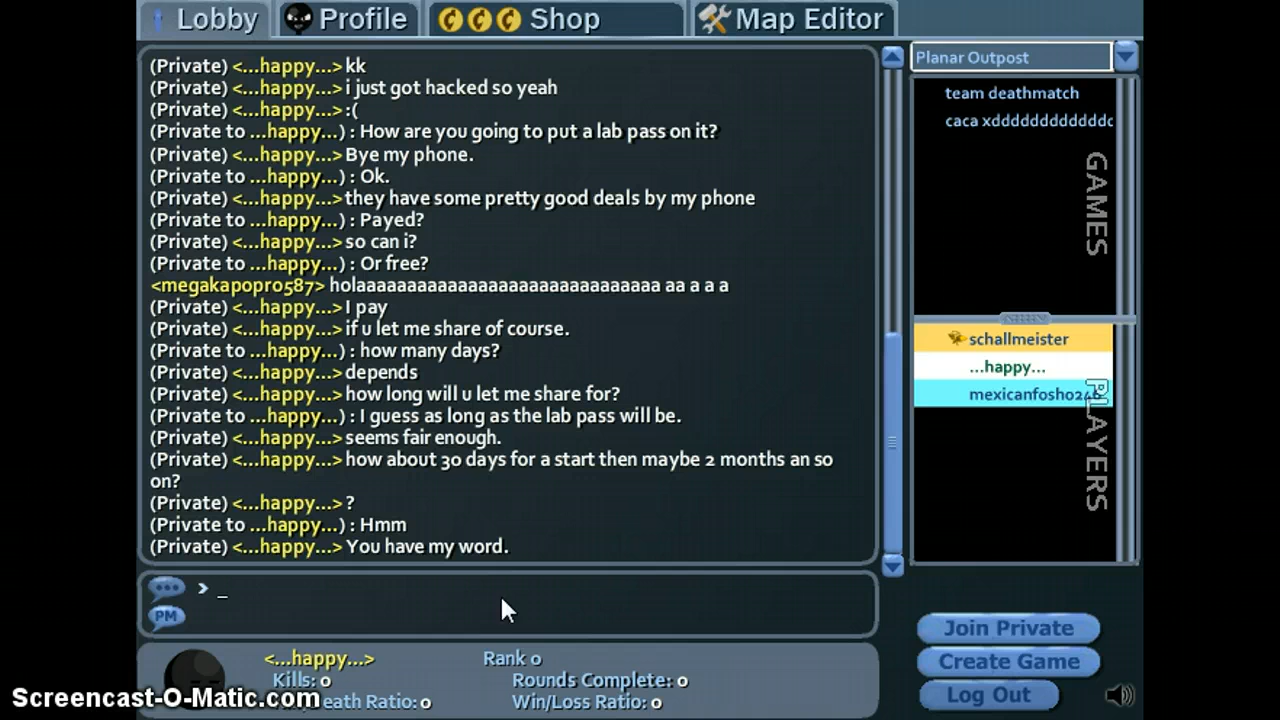 Lobby
Profile
Shop
Map Editor
(Private) <...happy...> kk
(Private) <...happy...> i just got hacked so yeah
(Private) <...happy...> :(
(Private to ...happy...) : How are you going to put a lab pass on it?
(Private) <...happy...> Bye my phone.
(Private to ...happy...) : Ok.
(Private) <...happy...> they have some pretty good deals by my phone
(Private to ...happy...) : Payed?
(Private) <...happy...> so can i?
(Private to ...happy...) : Or free?
<megakapopro587> holaaaaaaaaaaaaaaaaaaaaaaaaaaaaa aa a a a
(Private) <...happy...> I pay
(Private) <...happy...> if u let me share of course.
(Private to ...happy...) : how many days?
(Private) <...happy...> depends
(Private) <...happy...> how long will u let me share for?
(Private to ...happy...) : I guess as long as the lab pass will be.
(Private) <...happy...> seems fair enough.
(Private) <...happy...> how about 30 days for a start then maybe 2 months an so
on?
(Private) <...happy...> ?
(Private to ...happy...) : Hmm
(Private) <...happy...> You have my word.
> _
PM
<...happy...>
Rank 0
Kills: 0
Rounds Complete: 0
eath Ratio: 0
Win/Loss Ratio: 0
Planar Outpost
team deathmatch
caca xdddddddddddd
GAMES
schallmeister
...happy...
mexicanfosho246
PLAYERS
Join Private
Create Game
Log Out
Screencast-O-Matic.com